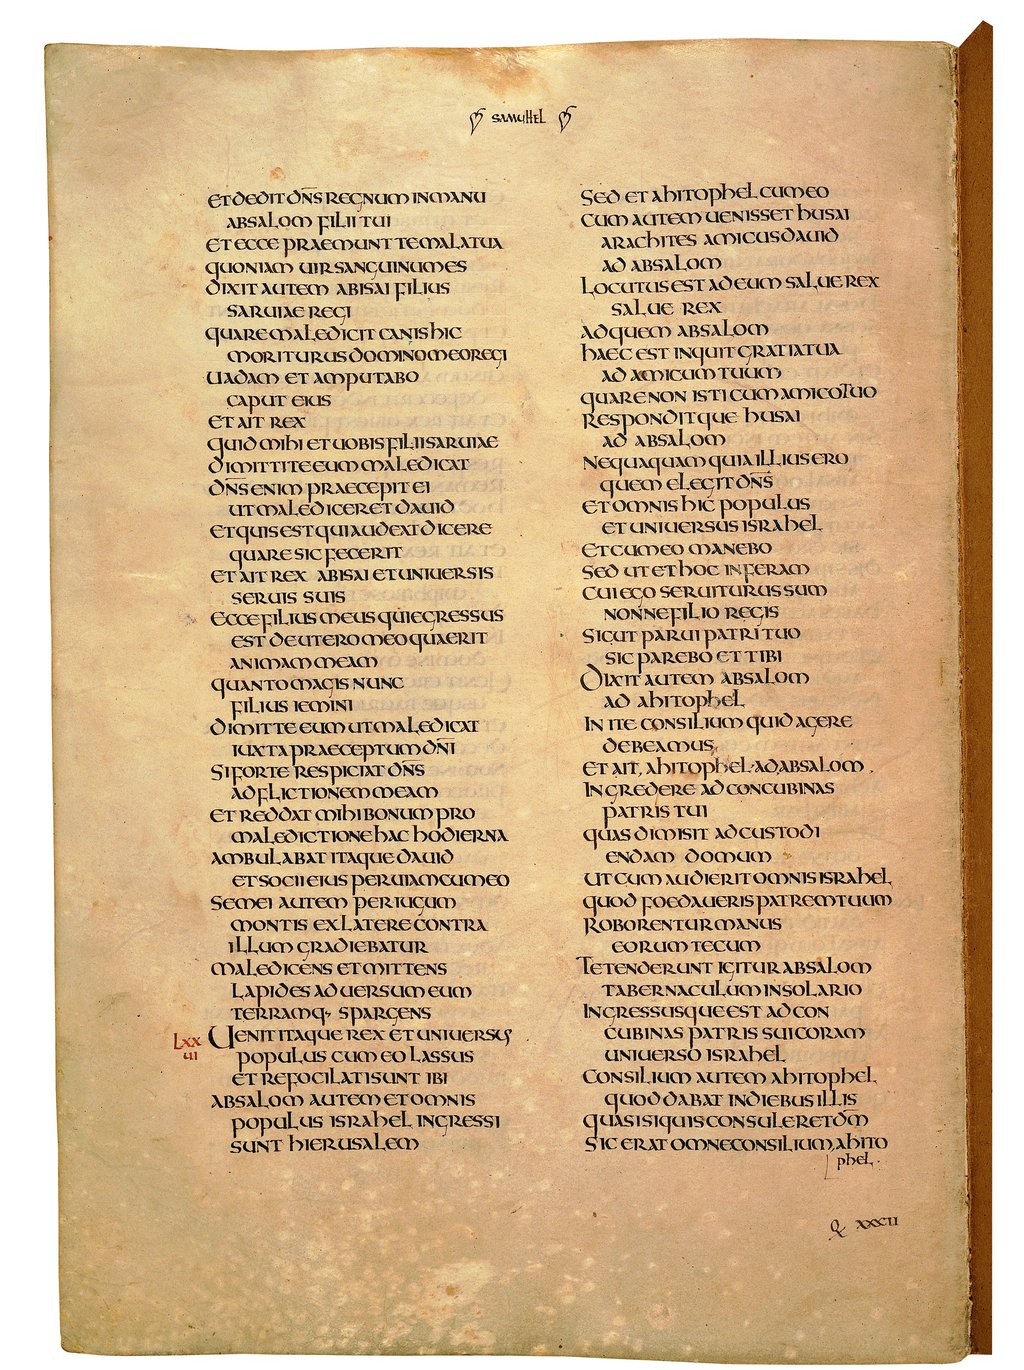 SAMUHEL
ET DEDIT DN̄S REGNUM IN MANU
ABSALOM FILII TUI
ET ECCE PRAEMUNT TE MALA TUA
QUONIAM UIR SANGUINUM ES
DIXIT AUTEM ABISAI FILIUS
SARUIAE REGI
QUARE MALEDICIT CANIS HIC
MORITURUS DOMINO MEO REGI
UADAM ET AMPUTABO
CAPUT EIUS
ET AIT REX
QUID MIHI ET UOBIS FILII SARUIAE
DIMITTITE EUM MALEDICAT
DN̄S ENIM PRAECEPIT EI
UT MALEDICERET DAUID
ET QUIS EST QUI AUDEAT DICERE
QUARE SIC FECERIT
ET AIT REX ABISAI ET UNIUERSIS
SERUIS SUIS
ECCE FILIUS MEUS QUI EGRESSUS
EST DE UTERO MEO QUAERIT
ANIMAM MEAM
QUANTO MAGIS NUNC
FILIUS IEMINI
DIMITTE EUM UT MALEDICAT
IUXTA PRAECEPTUM DN̄I
SI FORTE RESPICIAT DN̄S
ADFLICTIONEM MEAM
ET REDDAT MIHI BONUM PRO
MALEDICTIONE HAC HODIERNA
AMBULABAT ITAQUE DAUID
ET SOCII EIUS PER UIAM CUM EO
SEMEI AUTEM PER IUGUM
MONTIS EX LATERE CONTRA
ILLUM GRADIEBATUR
MALEDICENS ET MITTENS
LAPIDES ADUERSUM EUM
TERRAMQ· SPARGENS
LXX UENIT ITAQUE REX ET UNIUERSUS
UI POPULUS CUM EO LASSUS
ET REFOCILATI SUNT IBI
ABSALOM AUTEM ET OMNIS
POPULUS ISRAHEL INGRESSI
SUNT HIERUSALEM
SED ET AHITOPHEL CUM EO
CUM AUTEM UENISSET HUSAI
ARACHITES AMICUS DAUID
AD ABSALOM
LOCUTUS EST AD EUM SALUE REX
SALUE REX
AD QUEM ABSALOM
HAEC EST INQUIT GRATIA TUA
AD AMICUM TUUM
QUARE NON ISTI CUM AMICO TUO
RESPONDITQUE HUSAI
AD ABSALOM
NEQUAQUAM QUIA ILLIUS ERO
QUEM ELEGIT DN̄S
ET OMNIS HIC POPULUS
ET UNIUERSUS ISRAHEL
ET CUM EO MANEBO
SED UT ET HOC INFERAM
CUI EGO SERUITURUS SUM
NONNE FILIO REGIS
SICUT PARUI PATRI TUO
SIC PAREBO ET TIBI
DIXIT AUTEM ABSALOM
AD AHITOPHEL
INITE CONSILIUM QUID AGERE
DEBEAMUS
ET AIT AHITOPHEL AD ABSALOM
INGREDERE AD CONCUBINAS
PATRIS TUI
QUAS DIMISIT AD CUSTODI
ENDAM DOMUM
UT CUM AUDIERIT OMNIS ISRAHEL
QUOD FOEDAUERIS PATREM TUUM
ROBORENTUR MANUS
EORUM TECUM
TETENDERUNT IGITUR ABSALOM
TABERNACULUM IN SOLARIO
INGRESSUSQUE EST AD CON
CUBINAS PATRIS SUI CORAM
UNIUERSO ISRAHEL
CONSILIUM AUTEM AHITOPHEL
QUOD DABAT IN DIEBUS ILLIS
QUASI SI QUIS CONSULERET DM̄
SIC ERAT OMNE CONSILIUM AHITO
PHEL
Q XXXII